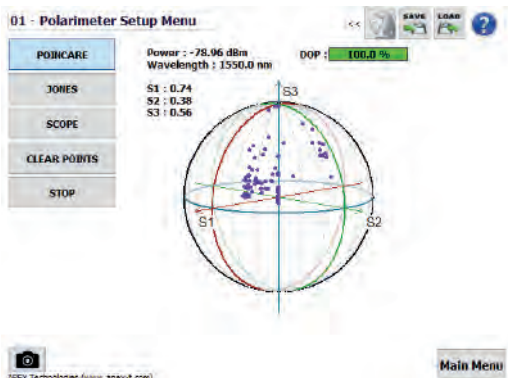 01 - Polarimeter Setup Menu
<<
SAVE
LOAD
?
POINCARE
JONES
SCOPE
CLEAR POINTS
STOP
Power : -78.96 dBm
Wavelength : 1550.0 nm
DOP : 100.0 %
S1 : 0.74
S2 : 0.38
S3 : 0.56
S3
S1
S2
Main Menu